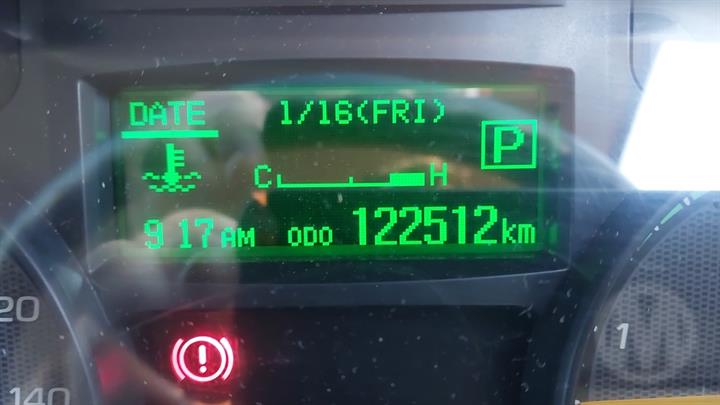 DATE 1/16(FRI)
P
C H
9 17 AM ODO 122512 km
20
1
140